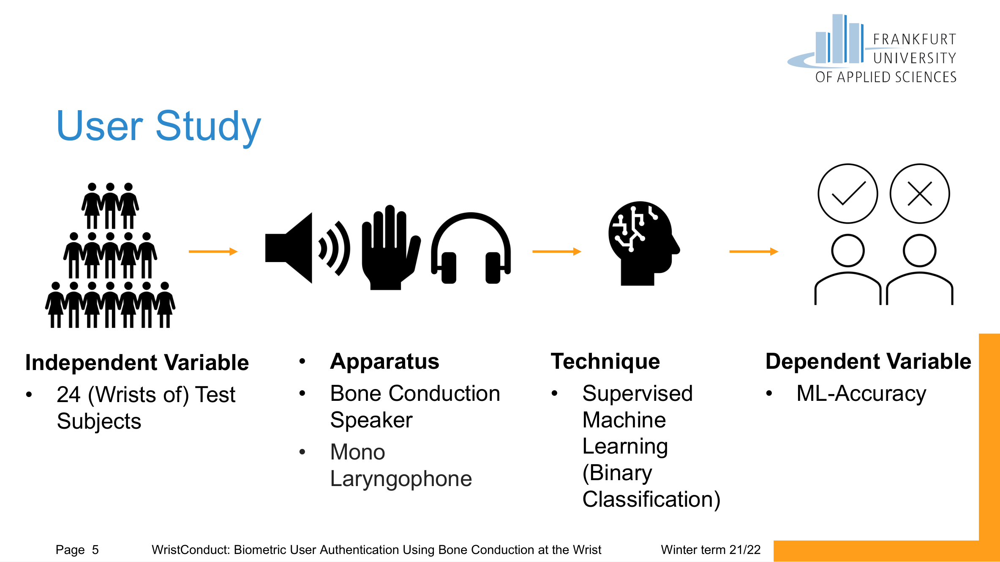 FRANKFURT
UNIVERSITY
OF APPLIED SCIENCES
User Study
Independent Variable
• 24 (Wrists of) Test
Subjects
• Apparatus
• Bone Conduction
Speaker
• Mono
Laryngophone
Technique
• Supervised
Machine
Learning
(Binary
Classification)
Dependent Variable
• ML-Accuracy
Page 5
WristConduct: Biometric User Authentication Using Bone Conduction at the Wrist
Winter term 21/22